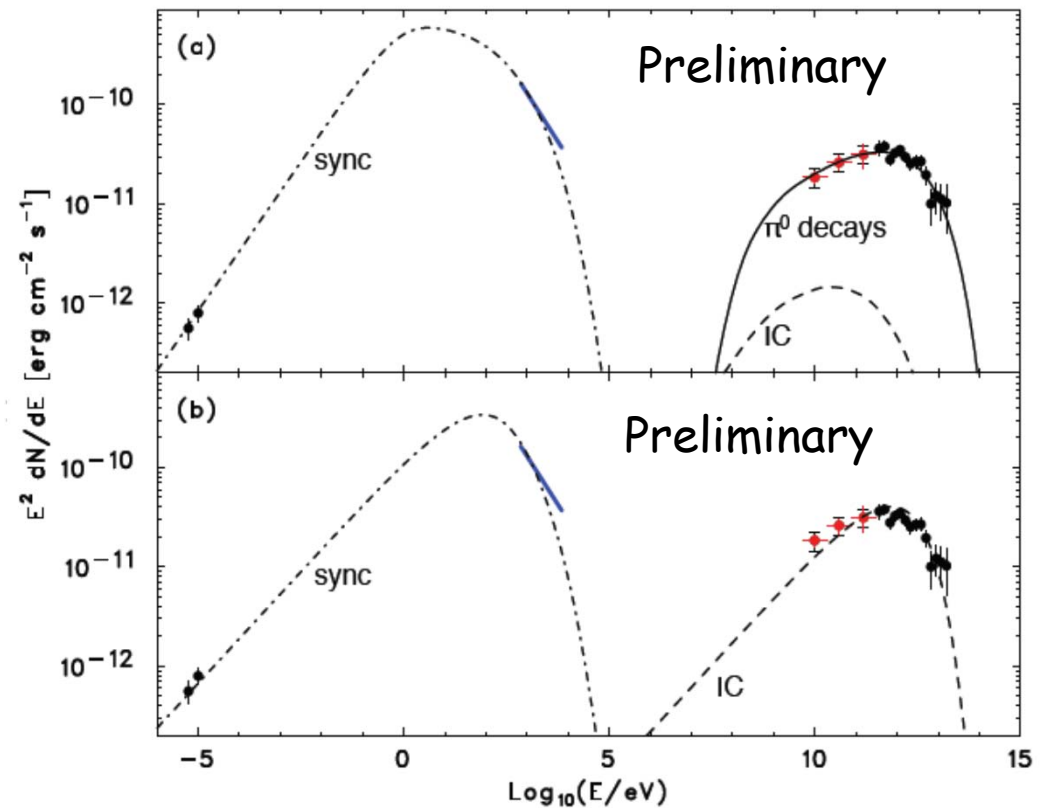 (a)
Preliminary
10⁻¹⁰
sync
10⁻¹¹
π⁰ decays
10⁻¹²
IC
E² dN/dE [erg cm⁻² s⁻¹]
(b)
Preliminary
10⁻¹⁰
10⁻¹¹
sync
10⁻¹²
IC
−5 0 5 10 15
Log₁₀(E/eV)